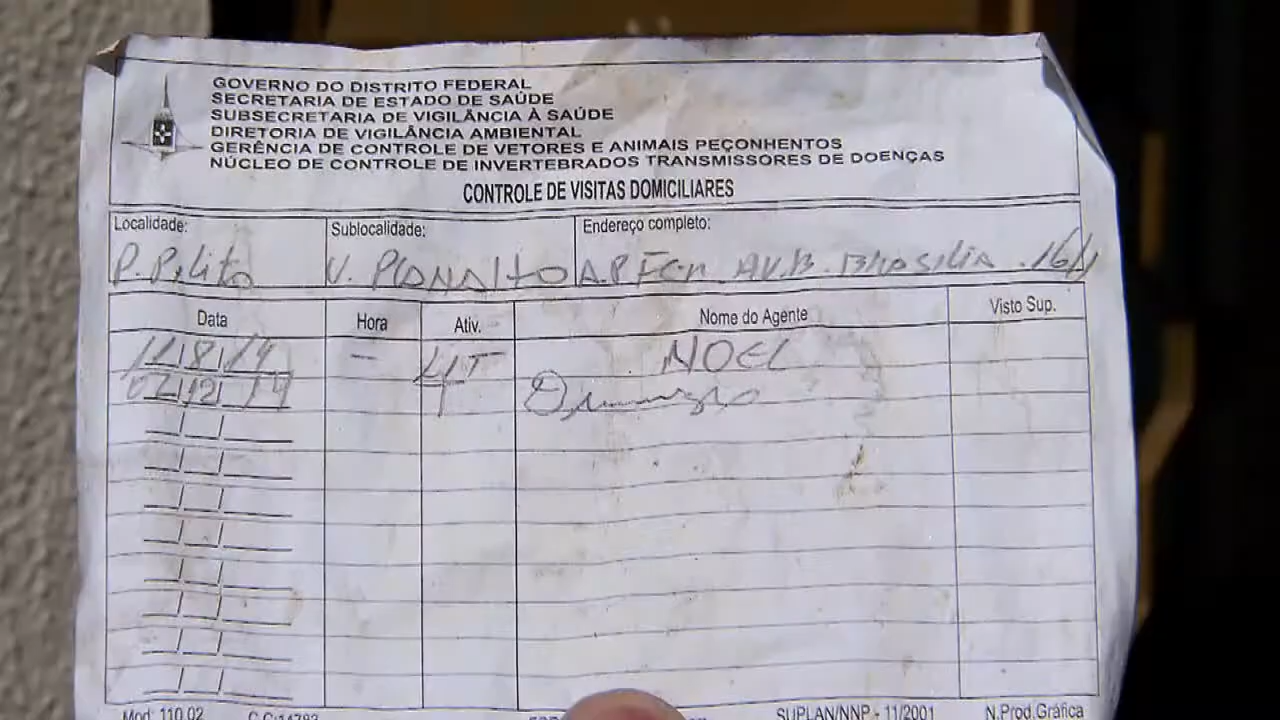 GOVERNO DO DISTRITO FEDERAL
SECRETARIA DE ESTADO DE SAÚDE
SUBSECRETARIA DE VIGILÂNCIA À SAÚDE
DIRETORIA DE VIGILÂNCIA AMBIENTAL
GERÊNCIA DE CONTROLE DE VETORES E ANIMAIS PEÇONHENTOS
NÚCLEO DE CONTROLE DE INVERTEBRADOS TRANSMISSORES DE DOENÇAS
CONTROLE DE VISITAS DOMICILIARES
Localidade: Sublocalidade: Endereço completo:
V. PLANALTO
Data Hora Ativ. Nome do Agente Visto Sup.
NOEL
Mod: 110.02 SUPLAN/NNP - 11/2001 N.Prod.Gráfica